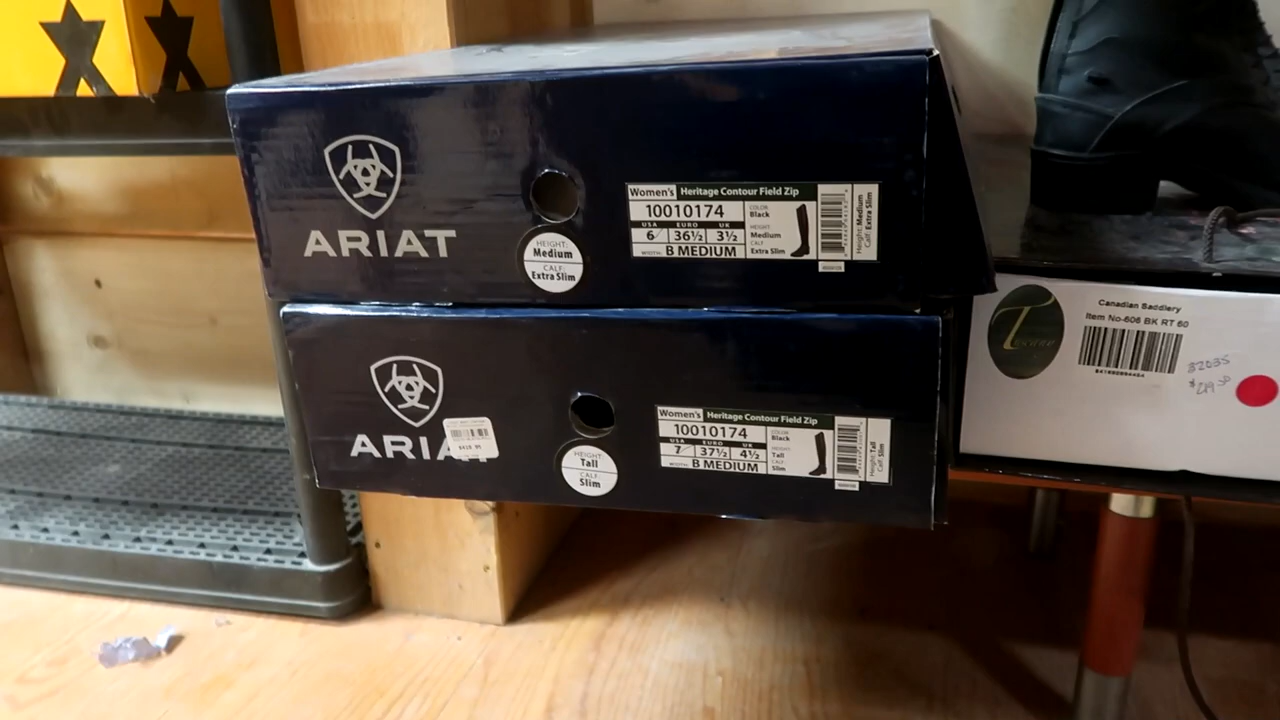 ARIAT
HEIGHT:
Medium
CALF:
Extra Slim
Women's Heritage Contour Field Zip
10010174
USA EURO UK
6 36½ 3½
WIDTH: B MEDIUM
COLOR
Black
HEIGHT
Medium
CALF
Extra Slim
Height: Medium
Calf: Extra Slim
ARIAT
HEIGHT:
Tall
CALF:
Slim
Women's Heritage Contour Field Zip
10010174
USA EURO UK
7 37½ 4½
WIDTH: B MEDIUM
COLOR
Black
HEIGHT
Tall
CALF
Slim
Height: Tall
Calf: Slim
Canadian Saddlery
Item No-606 BK RT 60